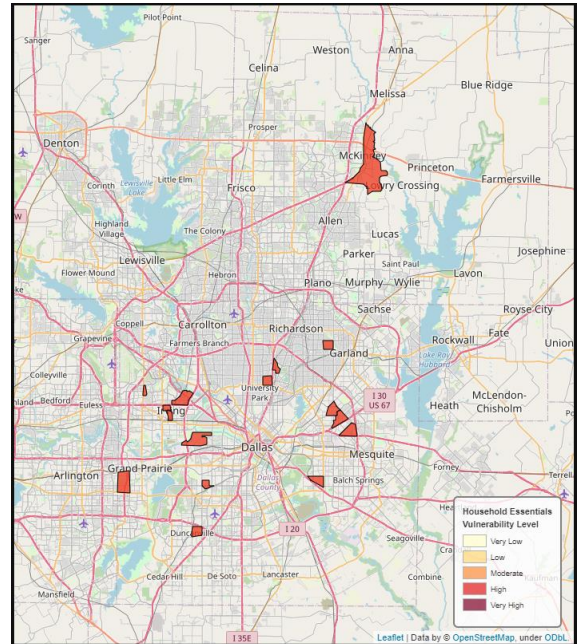 Pilot Point
Sanger
Weston
Anna
Celina
Blue Ridge
Melissa
Prosper
Denton
McKinney
Princeton
Farmersville
Corinth
Lewisville Lake
Little Elm
Frisco
Lowry Crossing
Highland
Village
The Colony
Allen
Lucas
Josephine
Parker
Lewisville
Saint Paul
Lavon
Flower Mound
Hebron
Plano
Murphy
Wylie
Royse City
Sachse
Coppell
Carrollton
Richardson
Rockwall
Fate
Union
Grapevine
Farmers Branch
Garland
Lake Ray
Hubbard
Colleyville
University
Park
I 30
US 67
McLendon-
Chisholm
Bedford
Euless
Irving
Heath
Dallas
Mesquite
Forney
Arlington
Grand Prairie
Dallas
County
Balch Springs
Terrell
I 20
Duncanville
Seagoville
Cedar Hill
De Soto
Lancaster
Combine
Mansfield
Kaufman
I 35E
Household Essentials
Vulnerability Level
Very Low
Low
Moderate
High
Very High
Leaflet | Data by © OpenStreetMap, under ODbL.